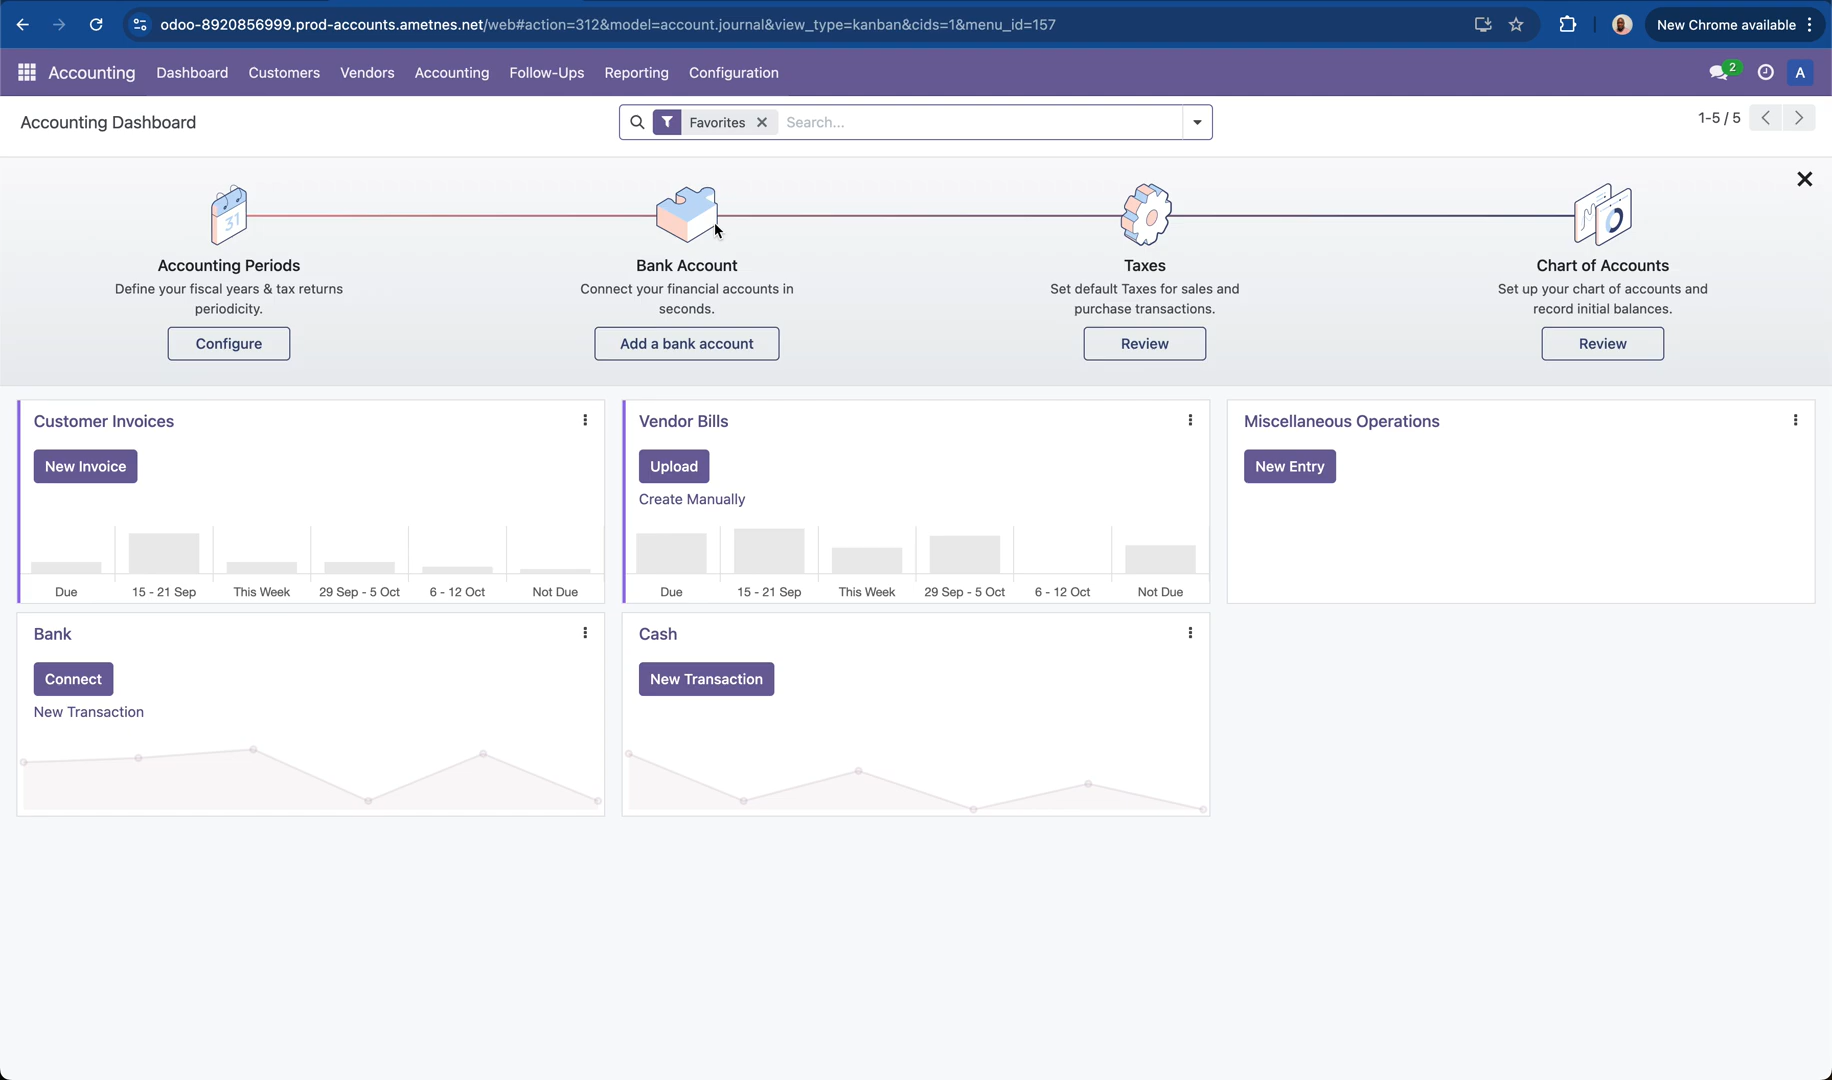 odoo-8920856999.prod-accounts.ametnes.net/web#action=312&model=account.journal&view_type=kanban&cids=1&menu_id=157
New Chrome available
Accounting Dashboard Customers Vendors Accounting Follow-Ups Reporting Configuration
2
A
Accounting Dashboard
Favorites
Search...
1-5 / 5
31
Accounting Periods
Define your fiscal years & tax returns
periodicity.
Configure
Bank Account
Connect your financial accounts in
seconds.
Add a bank account
Taxes
Set default Taxes for sales and
purchase transactions.
Review
Chart of Accounts
Set up your chart of accounts and
record initial balances.
Review
Customer Invoices
New Invoice
Due 15 - 21 Sep This Week 29 Sep - 5 Oct 6 - 12 Oct Not Due
Vendor Bills
Upload
Create Manually
Due 15 - 21 Sep This Week 29 Sep - 5 Oct 6 - 12 Oct Not Due
Miscellaneous Operations
New Entry
Bank
Connect
New Transaction
Cash
New Transaction